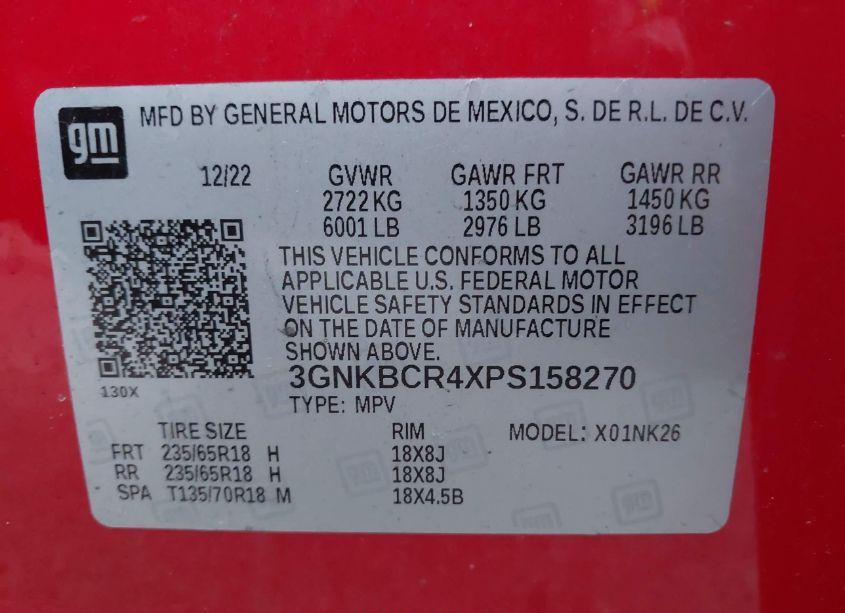 gm
MFD BY GENERAL MOTORS DE MEXICO, S. DE R.L. DE C.V.
12/22 GVWR GAWR FRT GAWR RR
2722 KG 1350 KG 1450 KG
6001 LB 2976 LB 3196 LB
THIS VEHICLE CONFORMS TO ALL
APPLICABLE U.S. FEDERAL MOTOR
VEHICLE SAFETY STANDARDS IN EFFECT
ON THE DATE OF MANUFACTURE
SHOWN ABOVE.
130X
3GNKBCR4XPS158270
TYPE: MPV
TIRE SIZE RIM MODEL: X01NK26
FRT 235/65R18 H 18X8J
RR 235/65R18 H 18X8J
SPA T135/70R18 M 18X4.5B